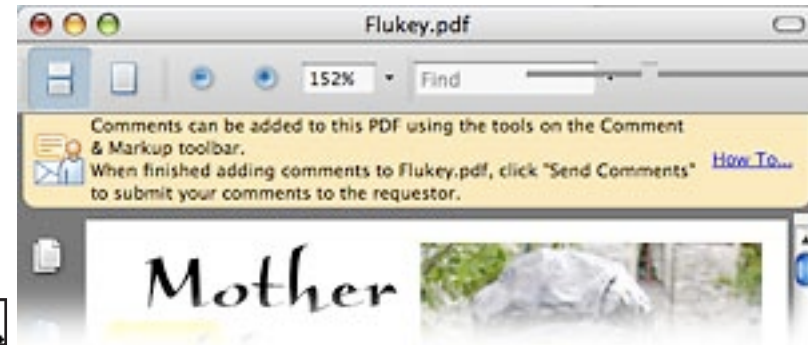 Flukey.pdf
152% Find
Comments can be added to this PDF using the tools on the Comment
& Markup toolbar.
When finished adding comments to Flukey.pdf, click "Send Comments"
to submit your comments to the requestor.
How To...
Mother